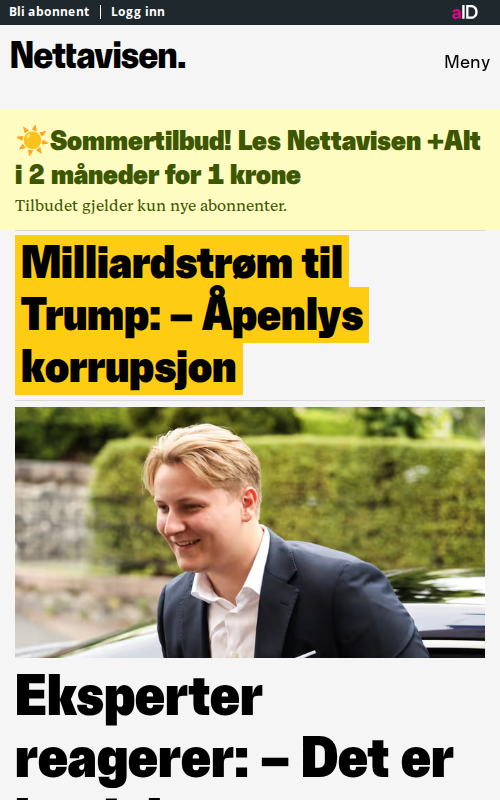 Bli abonnent
Logg inn
aID
Nettavisen.
Meny
☀️Sommertilbud! Les Nettavisen +Alt
i 2 måneder for 1 krone
Tilbudet gjelder kun nye abonnenter.
Milliardstrøm til
Trump: – Åpenlys
korrupsjon
Eksperter
reagerer: – Det er